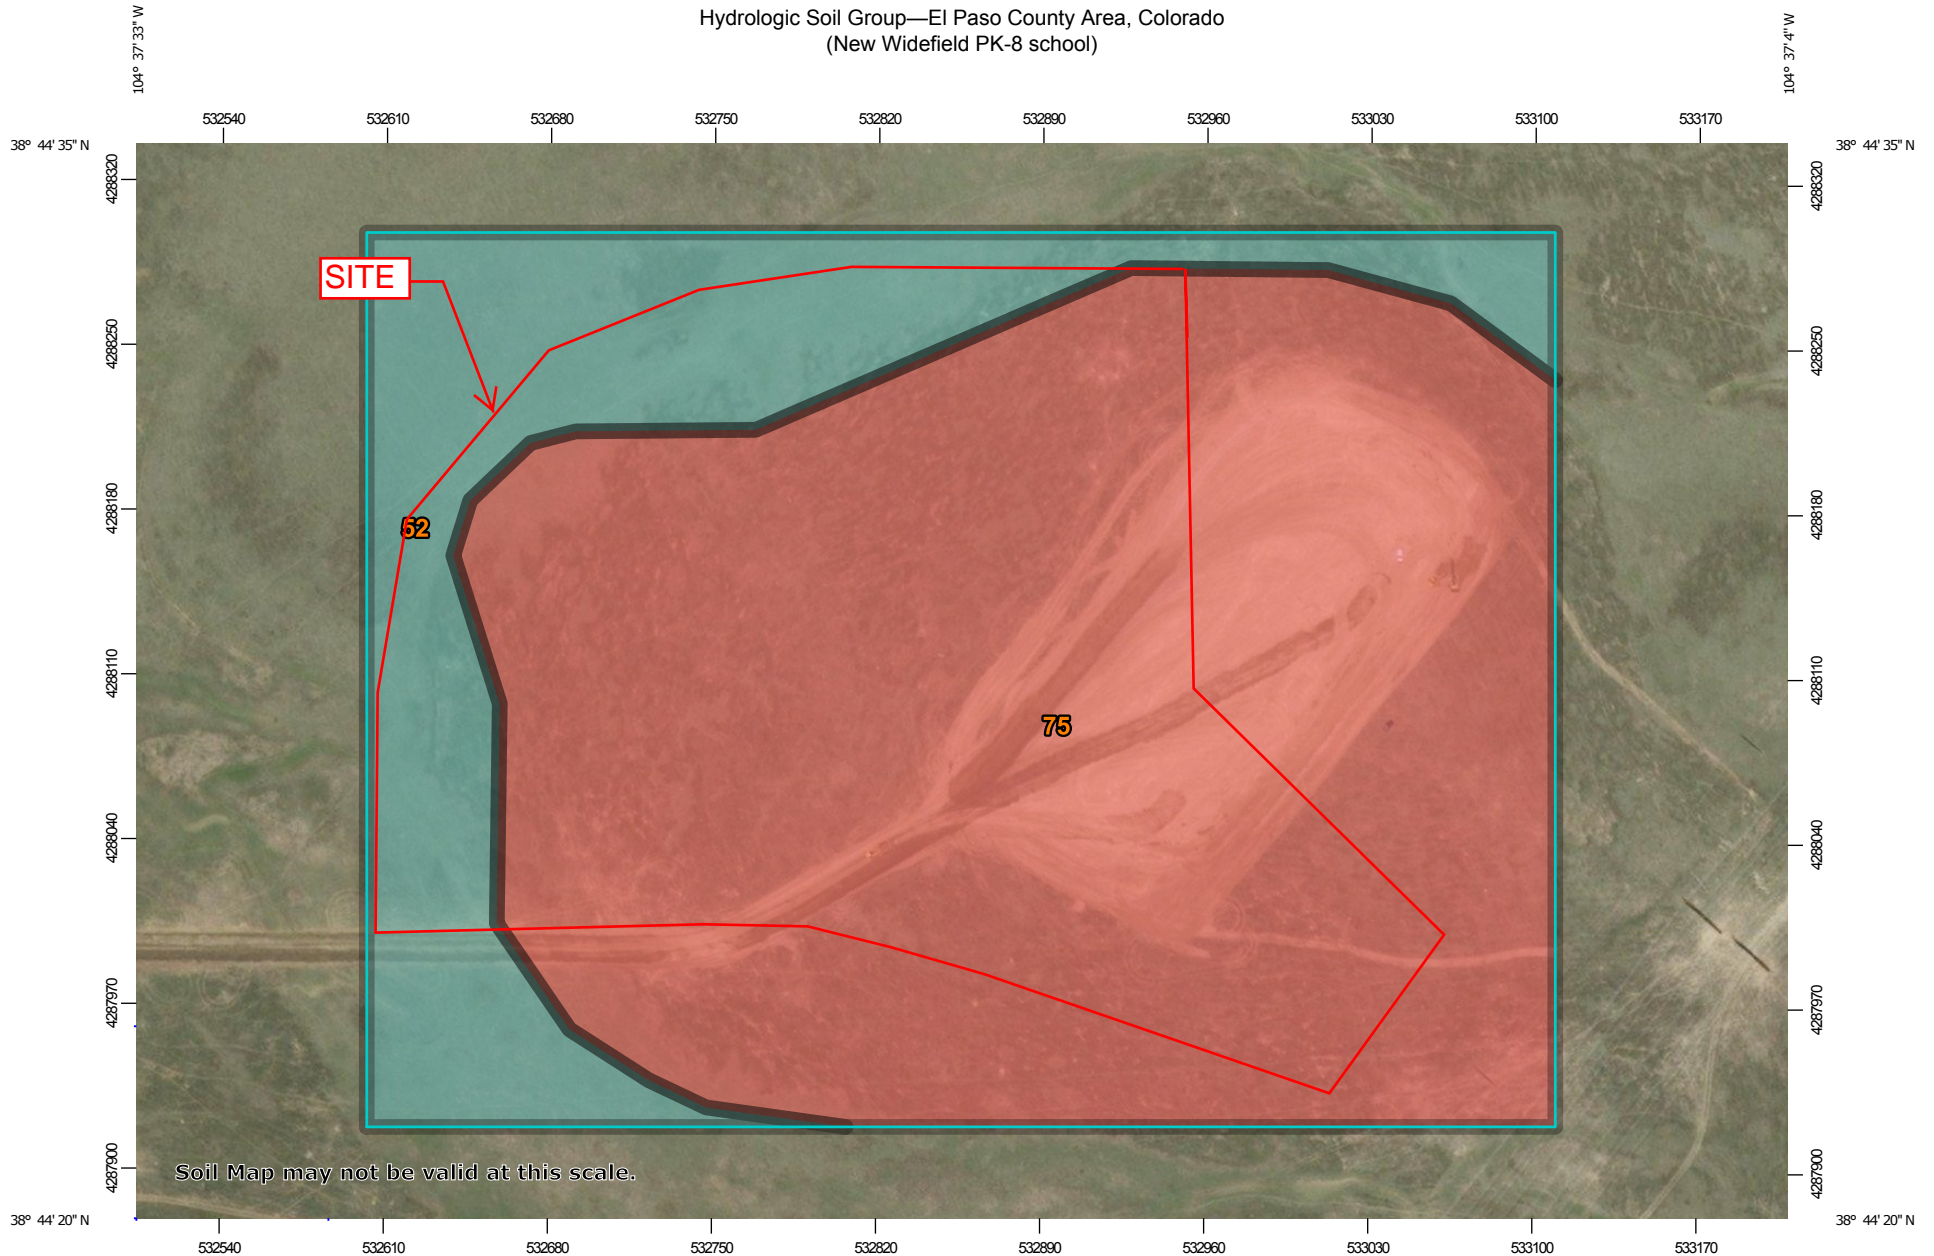 Hydrologic Soil Group—El Paso County Area, Colorado
(New Widefield PK-8 school)
104° 37' 33" W
104° 37' 4" W
532540 532610 532680 532750 532820 532890 532960 533030 533100 533170
38° 44' 35" N
38° 44' 35" N
4288320
4288320
SITE
4288250
4288250
4288180
4288180
52
4288110
4288110
75
4288040
4288040
4287970
4287970
4287900
4287900
Soil Map may not be valid at this scale.
38° 44' 20" N
38° 44' 20" N
532540 532610 532680 532750 532820 532890 532960 533030 533100 533170